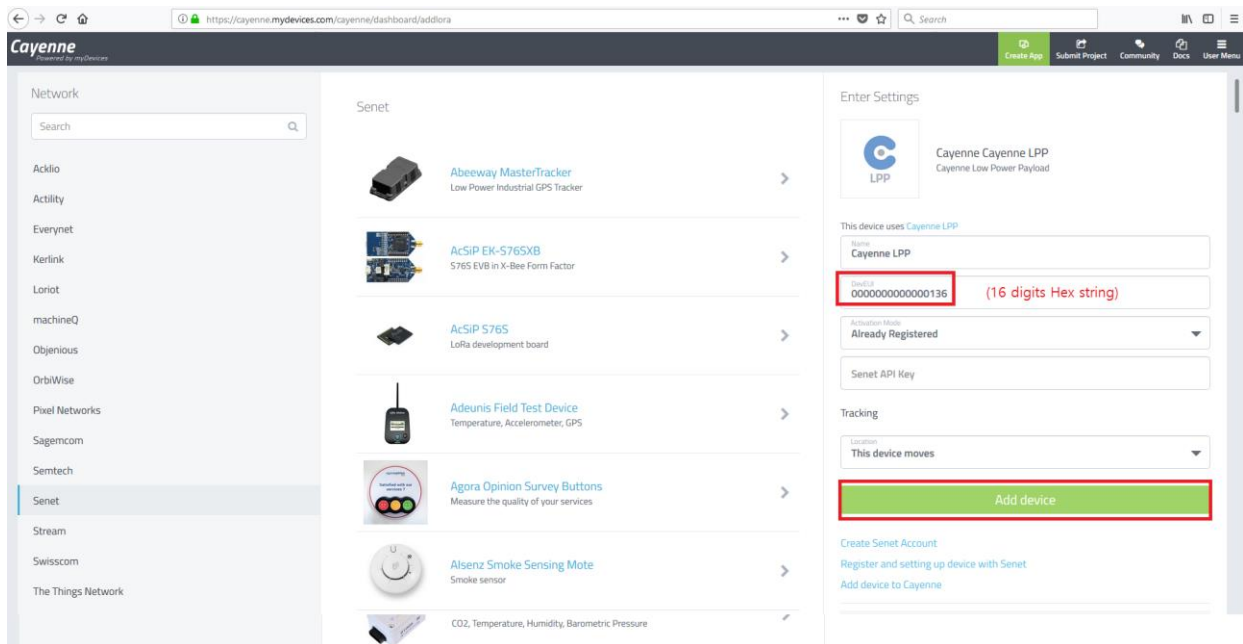 https://cayenne.mydevices.com/cayenne/dashboard/addlora
Search
Cayenne
Powered by myDevices
Create App
Submit Project
Community
Docs
User Menu
Network
Search
Acklio
Actility
Everynet
Kerlink
Loriot
machineQ
Objenious
OrbiWise
Pixel Networks
Sagemcom
Semtech
Senet
Stream
Swisscom
The Things Network
Senet
Abeeway MasterTracker
Low Power Industrial GPS Tracker
AcSiP EK-S76SXB
S76S EVB in X-Bee Form Factor
AcSiP S76S
LoRa development board
Adeunis Field Test Device
Temperature, Accelerometer, GPS
Agora Opinion Survey Buttons
Measure the quality of your services
Alsenz Smoke Sensing Mote
Smoke sensor
CO2, Temperature, Humidity, Barometric Pressure
Enter Settings
LPP
Cayenne Cayenne LPP
Cayenne Low Power Payload
This device uses Cayenne LPP
Name
Cayenne LPP
DevEUI
0000000000000136
(16 digits Hex string)
Activation Mode
Already Registered
Senet API Key
Tracking
Location
This device moves
Add device
Create Senet Account
Register and setting up device with Senet
Add device to Cayenne